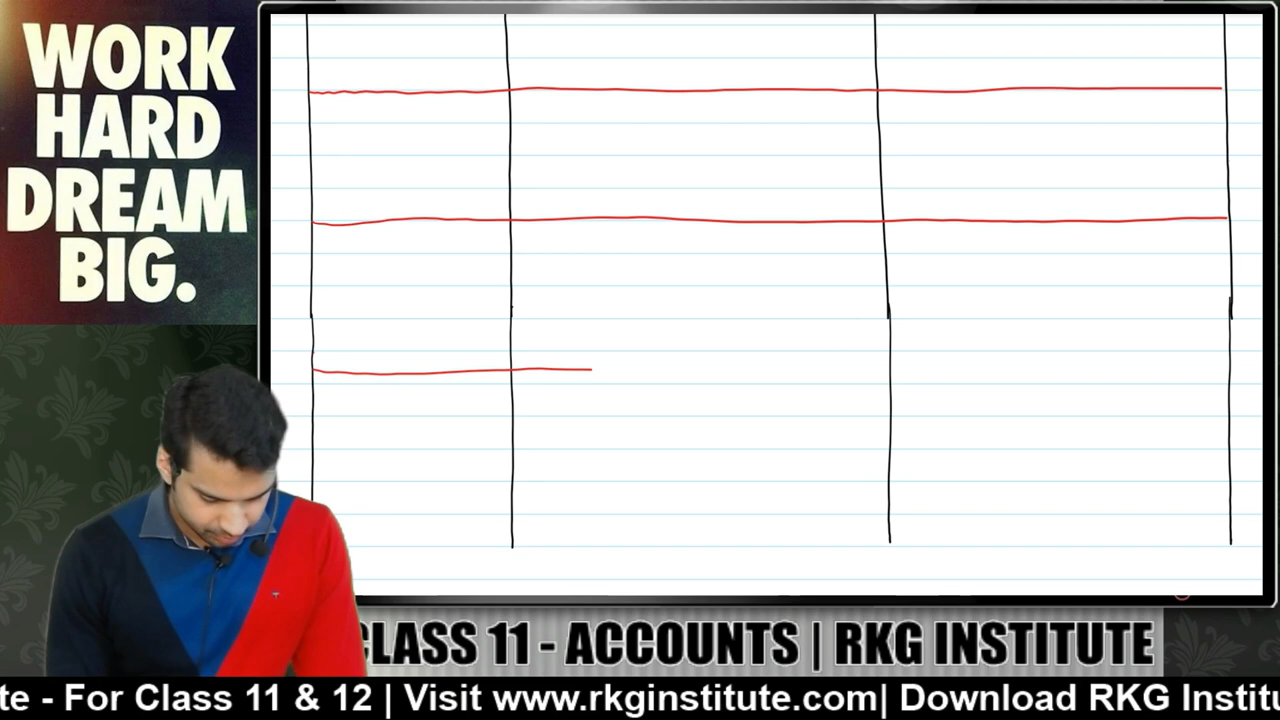 WORK
HARD
DREAM
BIG.
CLASS 11 - ACCOUNTS | RKG INSTITUTE
te - For Class 11 & 12 | Visit www.rkginstitute.com| Download RKG Institu